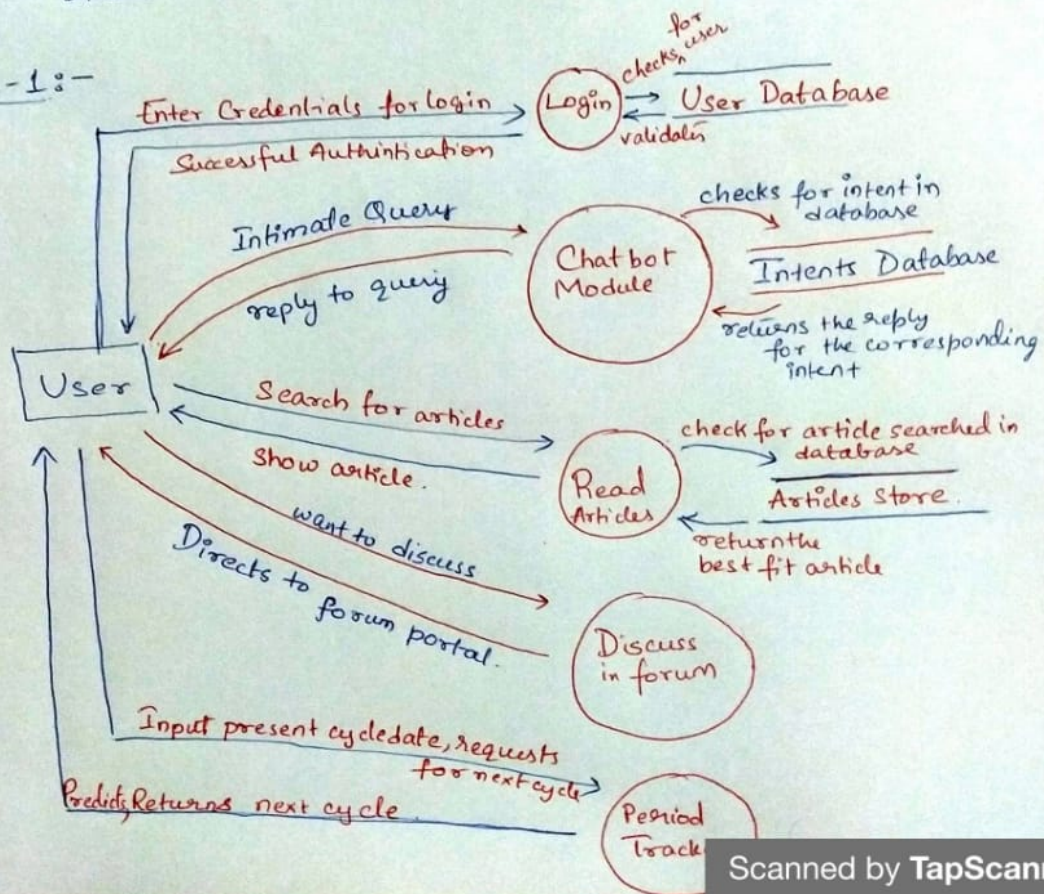 -1:-
for
checks^user
Enter Credentials for login
Login
User Database
validates
Successful Authintication
checks for intent in
database
Intimate Query
Chatbot
Module
Intents Database
reply to query
returns the reply
for the corresponding
intent
User
Search for articles
check for article searched in
database
Show article.
Read
Articles
Articles Store.
want to discuss
return the
best fit article
Directs to forum portal.
Discuss
in forum
Input present cycledate, requests
for next cycle
Predicts, Returns next cycle
Period
Track
Scanned by TapScann